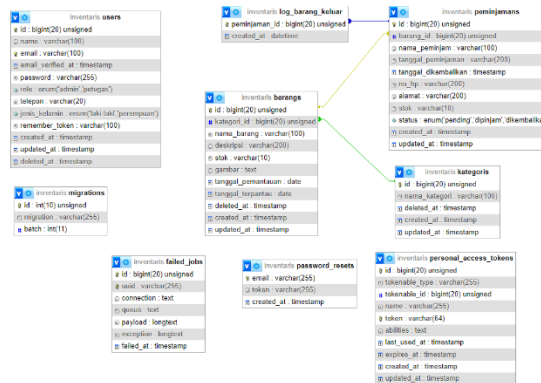 inventaris users
id : bigint(20) unsigned
name : varchar(100)
email : varchar(100)
email_verified_at : timestamp
password : varchar(255)
role : enum('admin','petugas')
telepon : varchar(20)
jenis_kelamin : enum('laki-laki','perempuan')
remember_token : varchar(100)
created_at : timestamp
updated_at : timestamp
deleted_at : timestamp
inventaris log_barang_keluar
peminjaman_id : bigint(20) unsigned
created_at : datetime
inventaris peminjamans
id : bigint(20) unsigned
barang_id : bigint(20) unsigned
nama_peminjam : varchar(100)
tanggal_peminjaman : varchar(200)
tanggal_dikembalikan : timestamp
no_hp : varchar(200)
alamat : varchar(200)
stok : varchar(10)
status : enum('pending','dipinjam','dikembalika
created_at : timestamp
updated_at : timestamp
inventaris barangs
id : bigint(20) unsigned
kategori_id : bigint(20) unsigned
nama_barang : varchar(100)
deskripsi : varchar(200)
stok : varchar(10)
gambar : text
tanggal_pemantauan : date
tanggal_terpantau : date
deleted_at : timestamp
created_at : timestamp
updated_at : timestamp
inventaris kategoris
id : bigint(20) unsigned
nama_kategori : varchar(100)
deleted_at : timestamp
created_at : timestamp
updated_at : timestamp
inventaris migrations
id : int(10) unsigned
migration : varchar(255)
batch : int(11)
inventaris failed_jobs
id : bigint(20) unsigned
uuid : varchar(255)
connection : text
queue : text
payload : longtext
exception : longtext
failed_at : timestamp
inventaris password_resets
email : varchar(255)
token : varchar(255)
created_at : timestamp
inventaris personal_access_tokens
id : bigint(20) unsigned
tokenable_type : varchar(255)
tokenable_id : bigint(20) unsigned
name : varchar(255)
token : varchar(64)
abilities : text
last_used_at : timestamp
expires_at : timestamp
created_at : timestamp
updated_at : timestamp